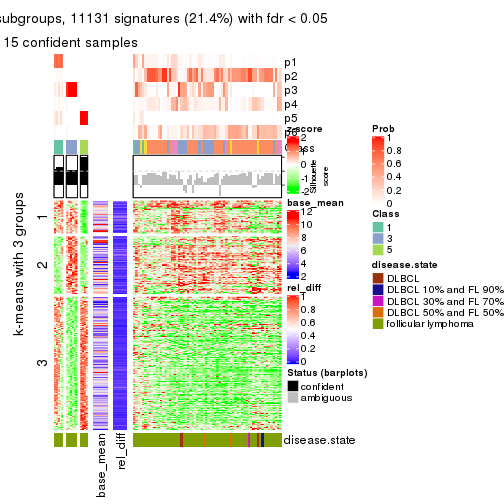 subgroups, 11131 signatures (21.4%) with fdr < 0.05
15 confident samples
p1
p2
p3
p4
p5
z-score
2
1
-2
Silhouette
score
k-means with 3 groups
1
2
3
base_mean
12
10
8
6
4
2
rel_diff
1
0.8
0.6
0.4
0.2
0
Status (barplots)
confident
ambiguous
Prob
1
0.8
0.6
0.4
0.2
0
Class
1
3
5
disease.state
DLBCL
DLBCL 10% and FL 90%
DLBCL 30% and FL 70%
DLBCL 50% and FL 50%
follicular lymphoma
disease.state
base_mean
rel_diff